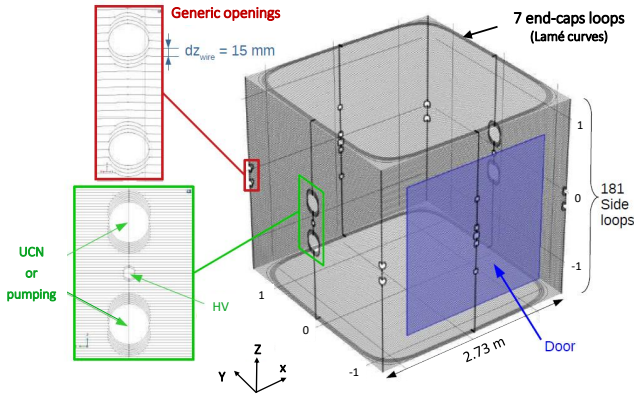 Generic openings
7 end-caps loops
(Lamé curves)
dz_wire = 15 mm
1
0
-1
181
Side
loops
UCN
or
pumping
HV
1
0
-1
2.73 m
Door
Z
Y
x